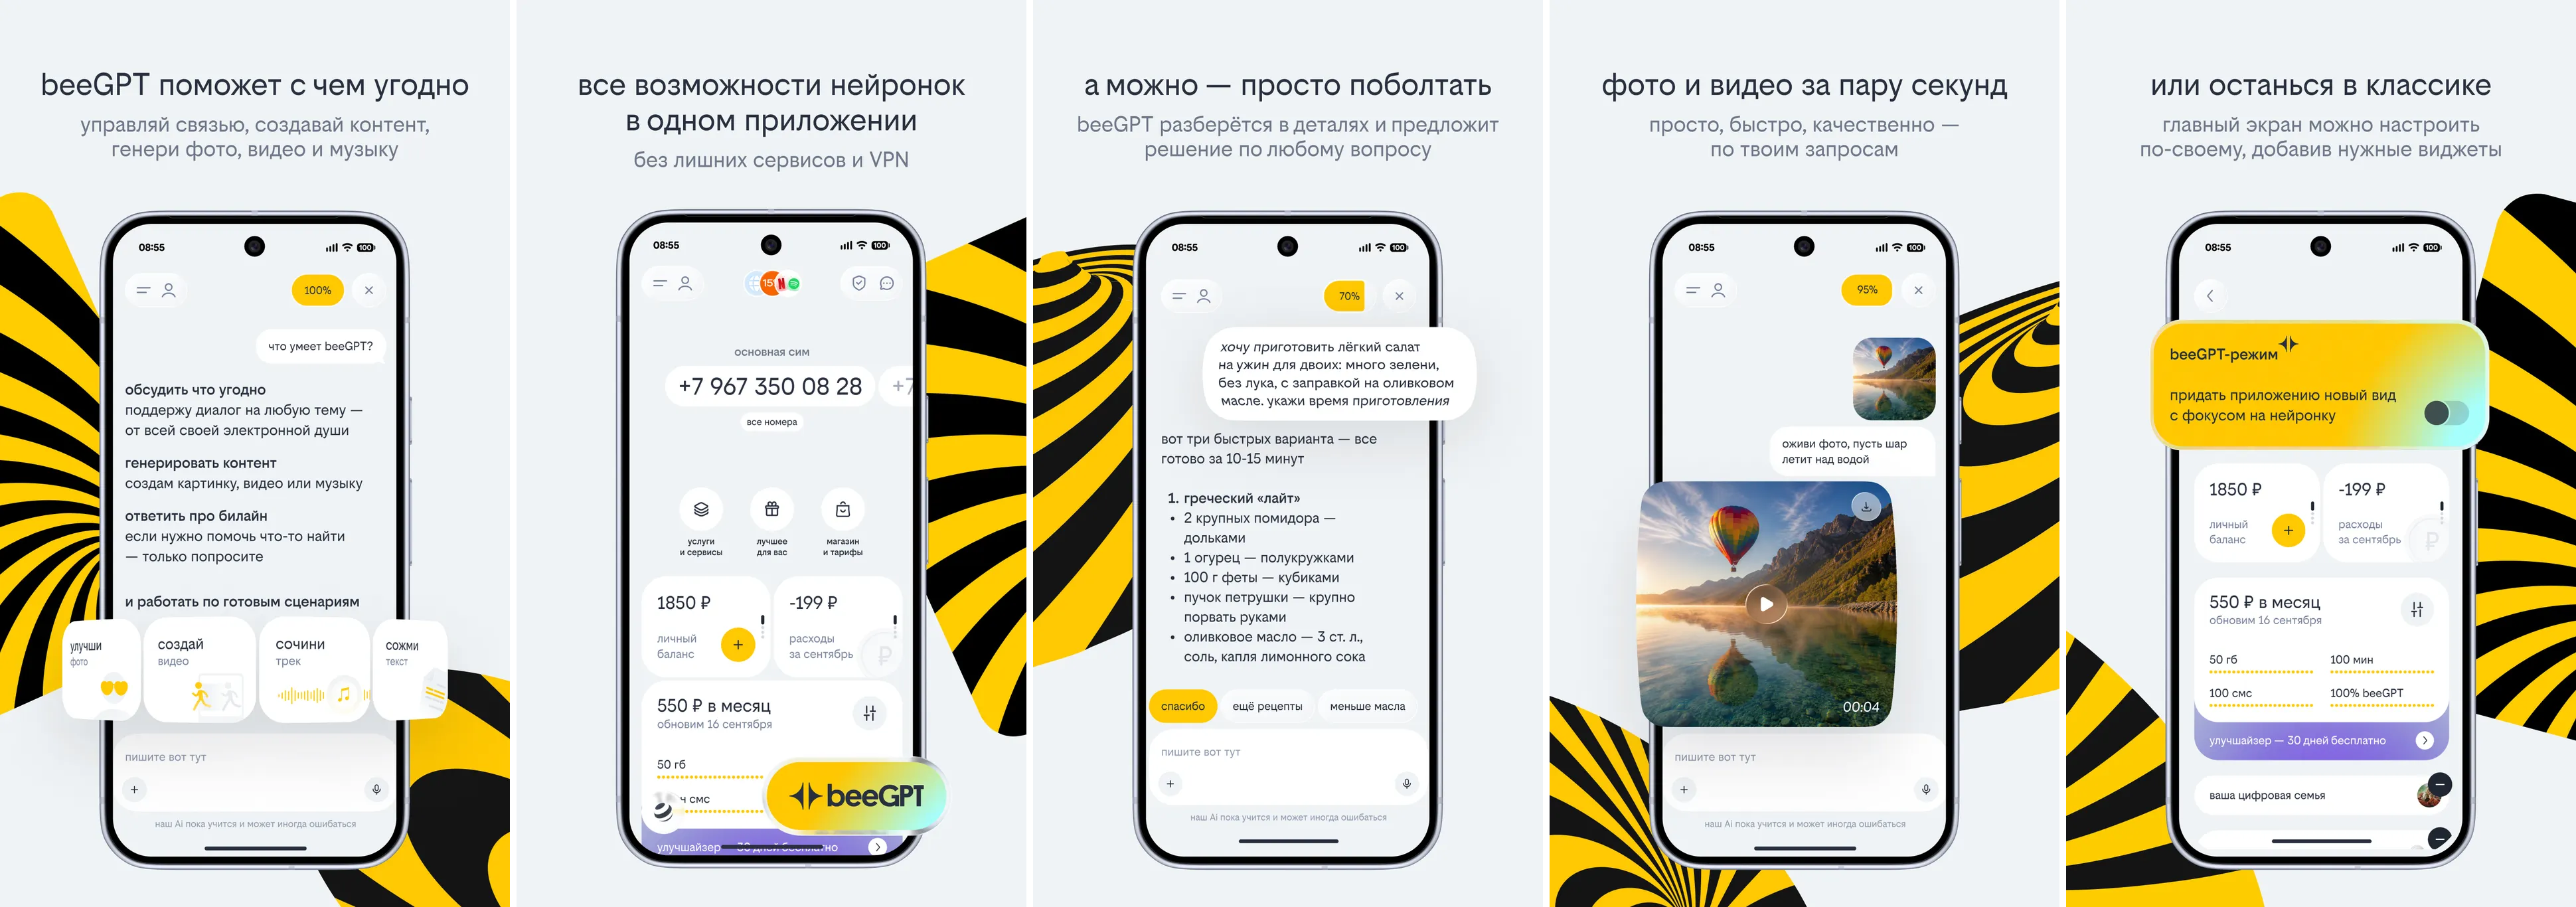 beeGPT поможет с чем угодно
управляй связью, создавай контент,
генери фото, видео и музыку
08:55
100
100%
что умеет beeGPT?
обсудить что угодно
поддержу диалог на любую тему —
от всей своей электронной души
генерировать контент
создам картинку, видео или музыку
ответить про билайн
если нужно помочь что-то найти
— только попросите
и работать по готовым сценариям
улучши
фото
создай
видео
сочини
трек
сожми
текст
пишите вот тут
наш Ai пока учится и может иногда ошибаться
все возможности нейронок
в одном приложении
без лишних сервисов и VPN
08:55
100
15
N
основная сим
+7 967 350 08 28
+7
все номера
услуги
и сервисы
лучшее
для вас
магазин
и тарифы
1850 ₽
личный
баланс
-199 ₽
расходы
за сентябрь
₽
550 ₽ в месяц
обновим 16 сентября
50 гб
ч смс
beeGPT
улучшайзер — 30 дней бесплатно
а можно — просто поболтать
beeGPT разберётся в деталях и предложит
решение по любому вопросу
08:55
100
70%
хочу приготовить лёгкий салат
на ужин для двоих: много зелени,
без лука, с заправкой на оливковом
масле. укажи время приготовления
вот три быстрых варианта — все
готово за 10-15 минут
1. греческий «лайт»
• 2 крупных помидора —
дольками
• 1 огурец — полукружками
• 100 г феты — кубиками
• пучок петрушки — крупно
порвать руками
• оливковое масло — 3 ст. л.,
соль, капля лимонного сока
спасибо
ещё рецепты
меньше масла
пишите вот тут
наш Ai пока учится и может иногда ошибаться
фото и видео за пару секунд
просто, быстро, качественно —
по твоим запросам
08:55
100
95%
оживи фото, пусть шар
летит над водой
00:04
пишите вот тут
наш Ai пока учится и может иногда ошибаться
или останься в классике
главный экран можно настроить
по-своему, добавив нужные виджеты
08:55
100
beeGPT-режим
придать приложению новый вид
с фокусом на нейронку
1850 ₽
личный
баланс
-199 ₽
расходы
за сентябрь
₽
550 ₽ в месяц
обновим 16 сентября
50 гб
100 мин
100 смс
100% beeGPT
улучшайзер — 30 дней бесплатно
ваша цифровая семья